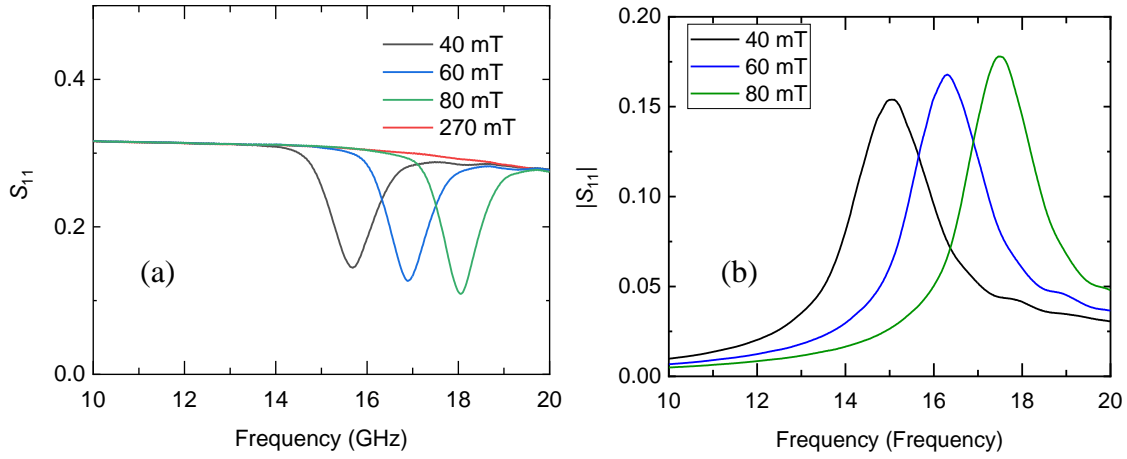 0.4
0.2
0.0
S11
40 mT
60 mT
80 mT
270 mT
(a)
10 12 14 16 18 20
Frequency (GHz)
0.20
0.15
0.10
0.05
0.00
|S11|
40 mT
60 mT
80 mT
(b)
10 12 14 16 18 20
Frequency (Frequency)